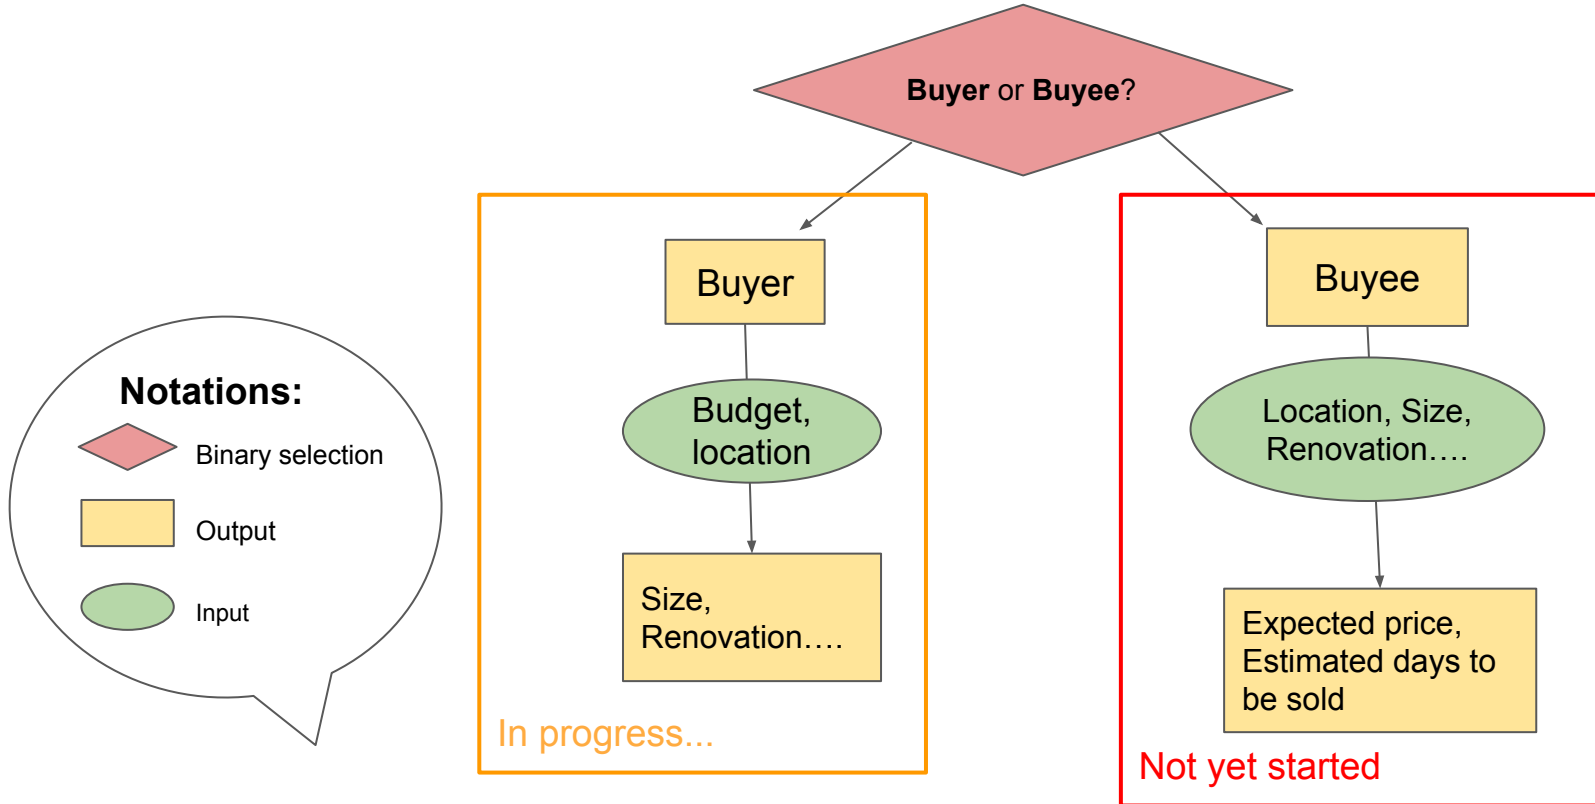 Buyer or Buyee?
Buyer
Budget,
location
Size,
Renovation….
In progress...
Buyee
Location, Size,
Renovation….
Expected price,
Estimated days to
be sold
Not yet started
Notations:
Binary selection
Output
Input